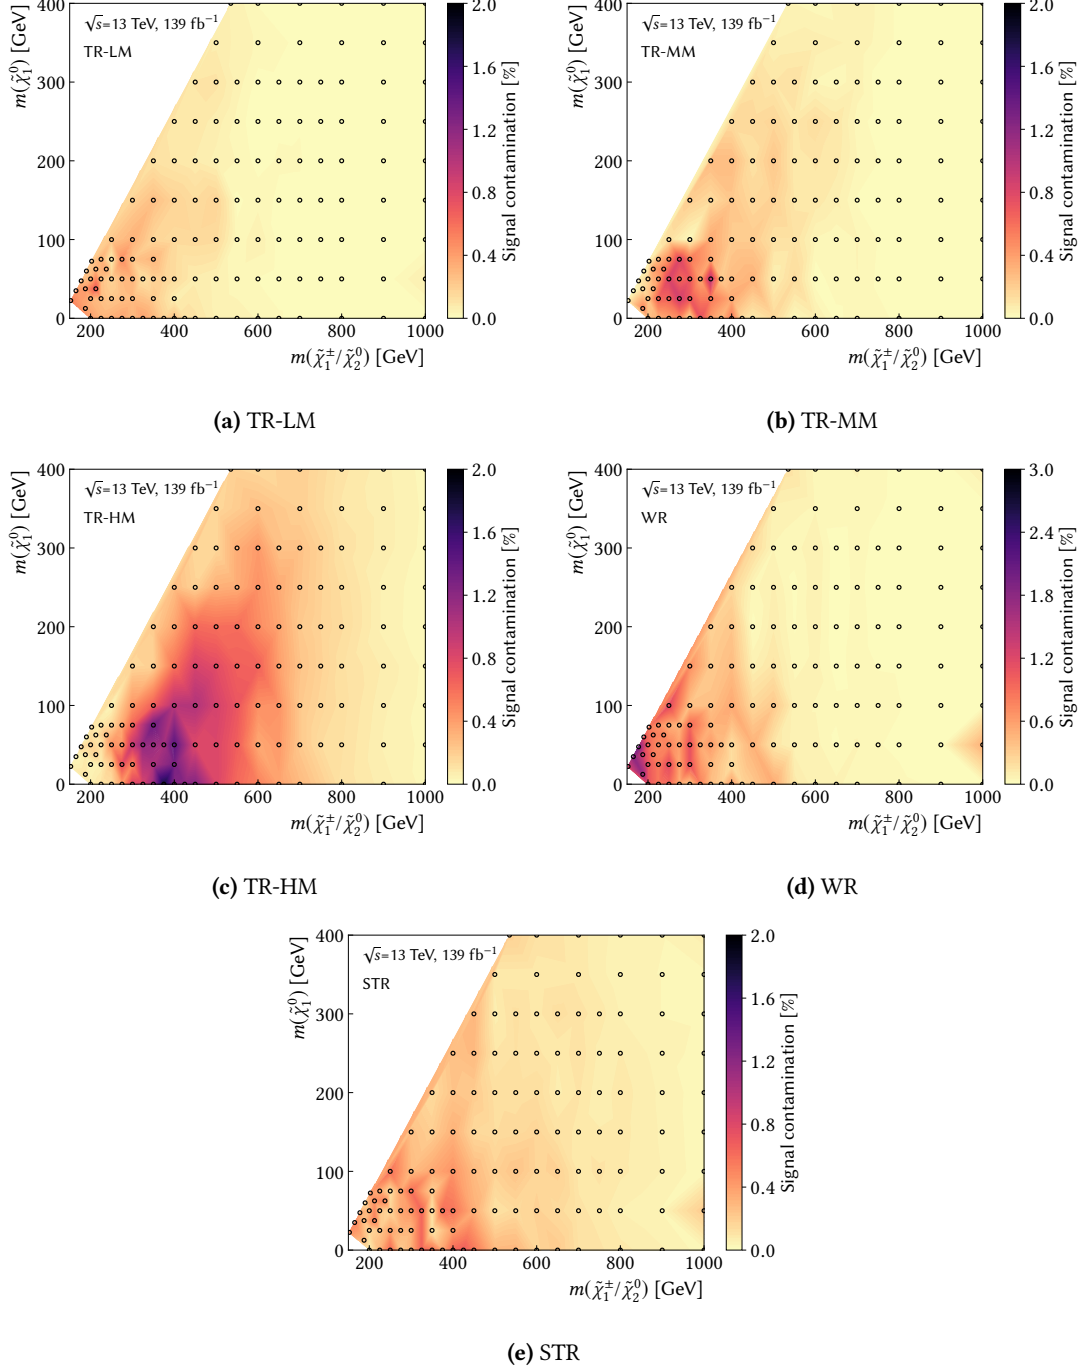 √s=13 TeV, 139 fb⁻¹
TR-LM
m(χ̃₁⁰) [GeV]
400
300
200
100
0
200 400 600 800 1000
m(χ̃₁±/χ̃₂⁰) [GeV]
2.0
1.6
1.2
0.8
0.4
0.0
Signal contamination [%]
(a) TR-LM
√s=13 TeV, 139 fb⁻¹
TR-MM
m(χ̃₁⁰) [GeV]
400
300
200
100
0
200 400 600 800 1000
m(χ̃₁±/χ̃₂⁰) [GeV]
2.0
1.6
1.2
0.8
0.4
0.0
Signal contamination [%]
(b) TR-MM
√s=13 TeV, 139 fb⁻¹
TR-HM
m(χ̃₁⁰) [GeV]
400
300
200
100
0
200 400 600 800 1000
m(χ̃₁±/χ̃₂⁰) [GeV]
2.0
1.6
1.2
0.8
0.4
0.0
Signal contamination [%]
(c) TR-HM
√s=13 TeV, 139 fb⁻¹
WR
m(χ̃₁⁰) [GeV]
400
300
200
100
0
200 400 600 800 1000
m(χ̃₁±/χ̃₂⁰) [GeV]
3.0
2.4
1.8
1.2
0.6
0.0
Signal contamination [%]
(d) WR
√s=13 TeV, 139 fb⁻¹
STR
m(χ̃₁⁰) [GeV]
400
300
200
100
0
200 400 600 800 1000
m(χ̃₁±/χ̃₂⁰) [GeV]
2.0
1.6
1.2
0.8
0.4
0.0
Signal contamination [%]
(e) STR